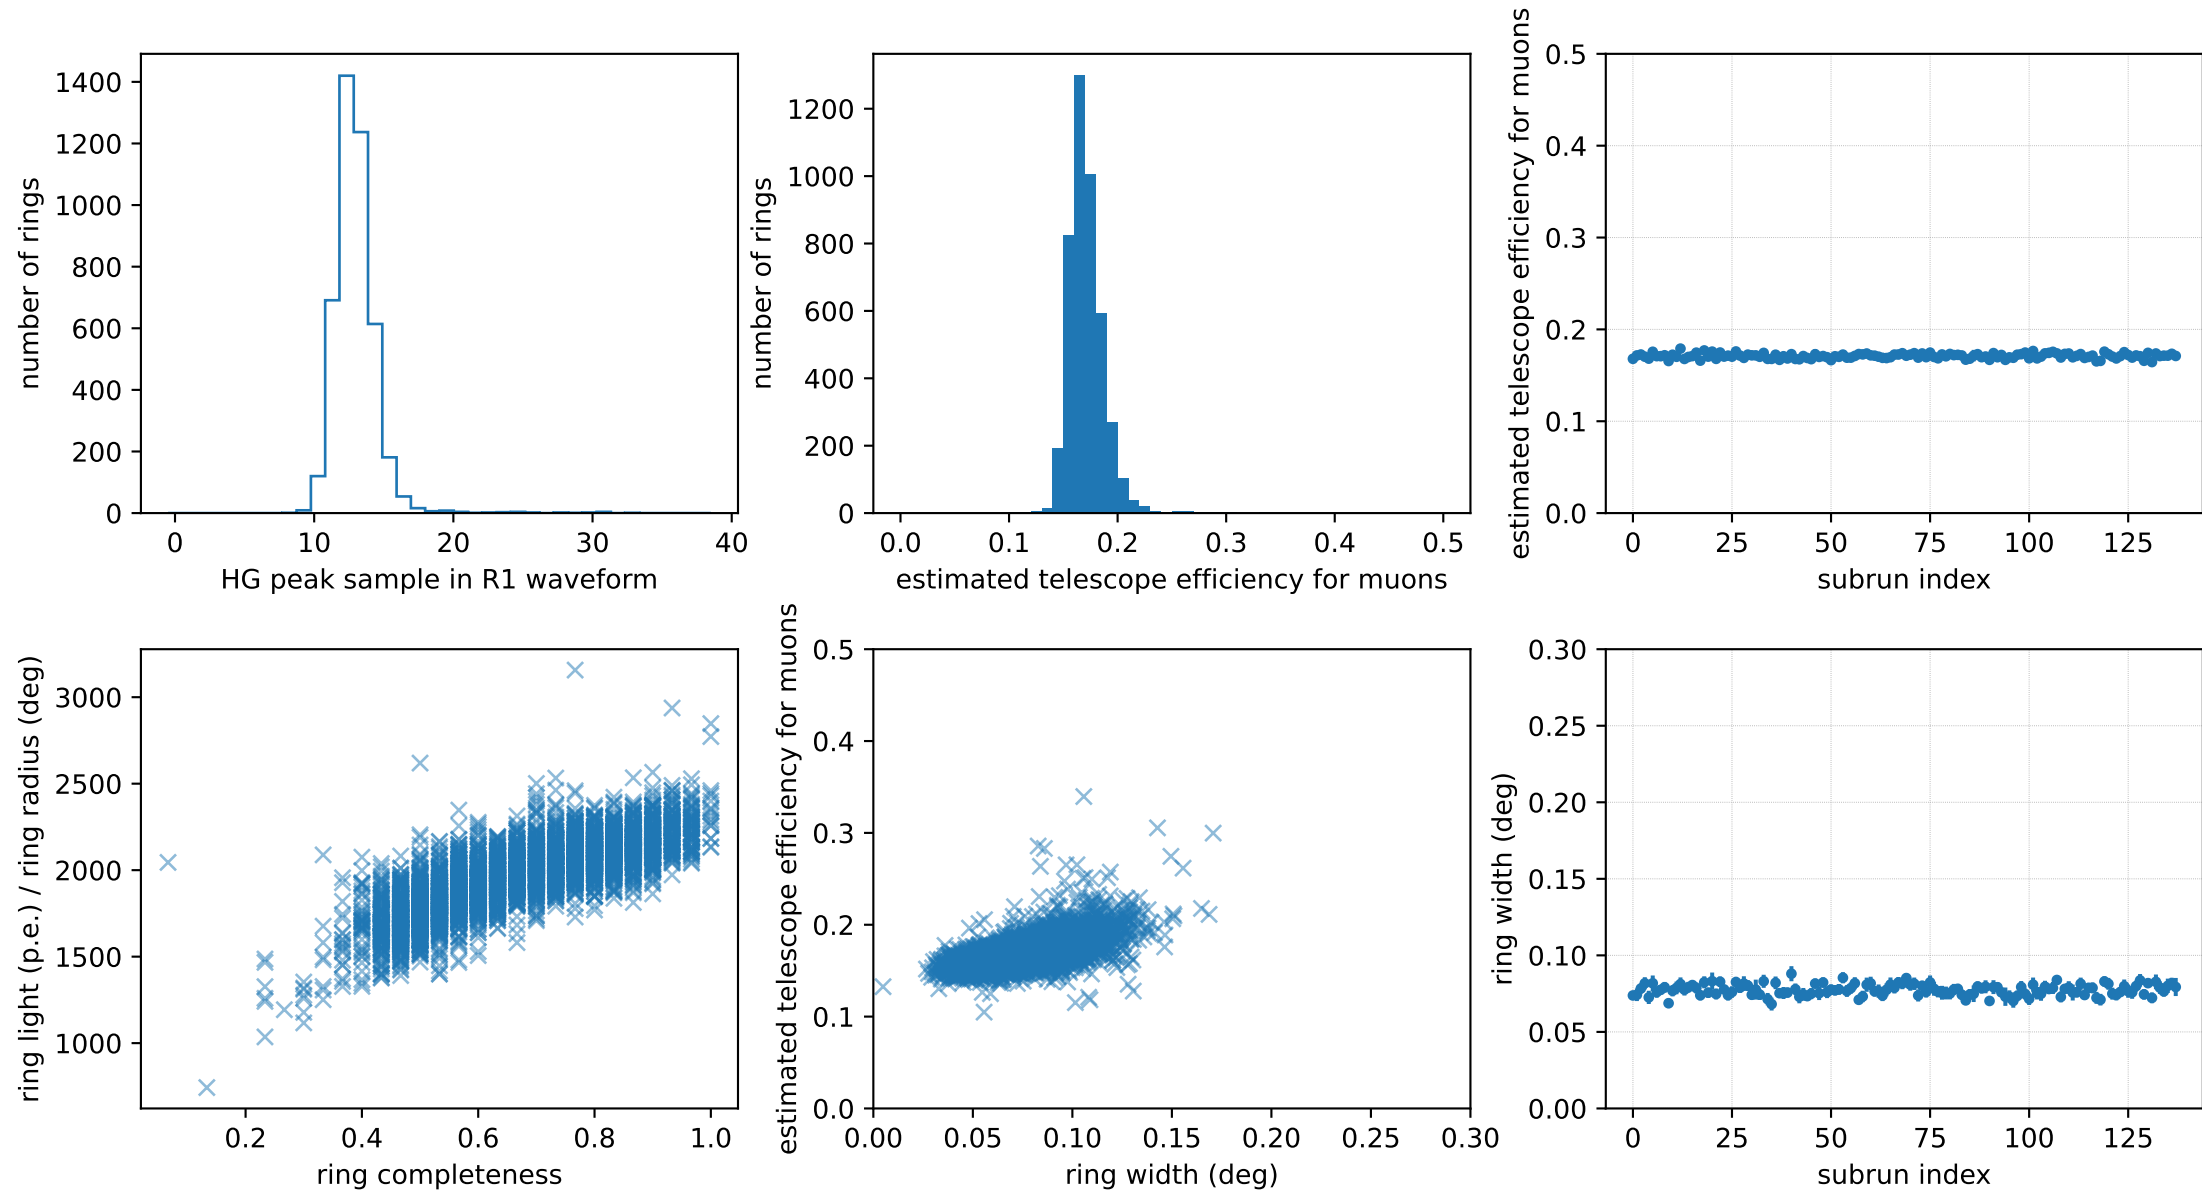 1400
1200
1000
800
600
400
200
0
number of rings
0 10 20 30 40
HG peak sample in R1 waveform
1200
1000
800
600
400
200
0
number of rings
0.0 0.1 0.2 0.3 0.4 0.5
estimated telescope efficiency for muons
0.5
0.4
0.3
0.2
0.1
0.0
estimated telescope efficiency for muons
0 25 50 75 100 125
subrun index
3000
2500
2000
1500
1000
ring light (p.e.) / ring radius (deg)
0.2 0.4 0.6 0.8 1.0
ring completeness
0.5
0.4
0.3
0.2
0.1
0.0
estimated telescope efficiency for muons
0.00 0.05 0.10 0.15 0.20 0.25 0.30
ring width (deg)
0.30
0.25
0.20
0.15
0.10
0.05
0.00
ring width (deg)
0 25 50 75 100 125
subrun index